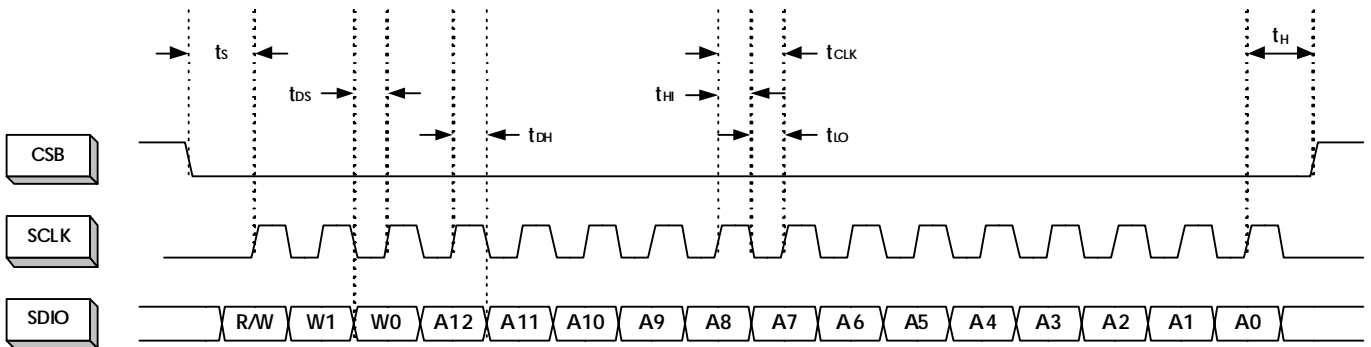 tS
tCLK
tH
tDS
tHI
tDH
tLO
CSB
SCLK
SDIO
R/W W1 W0 A12 A11 A10 A9 A8 A7 A6 A5 A4 A3 A2 A1 A0